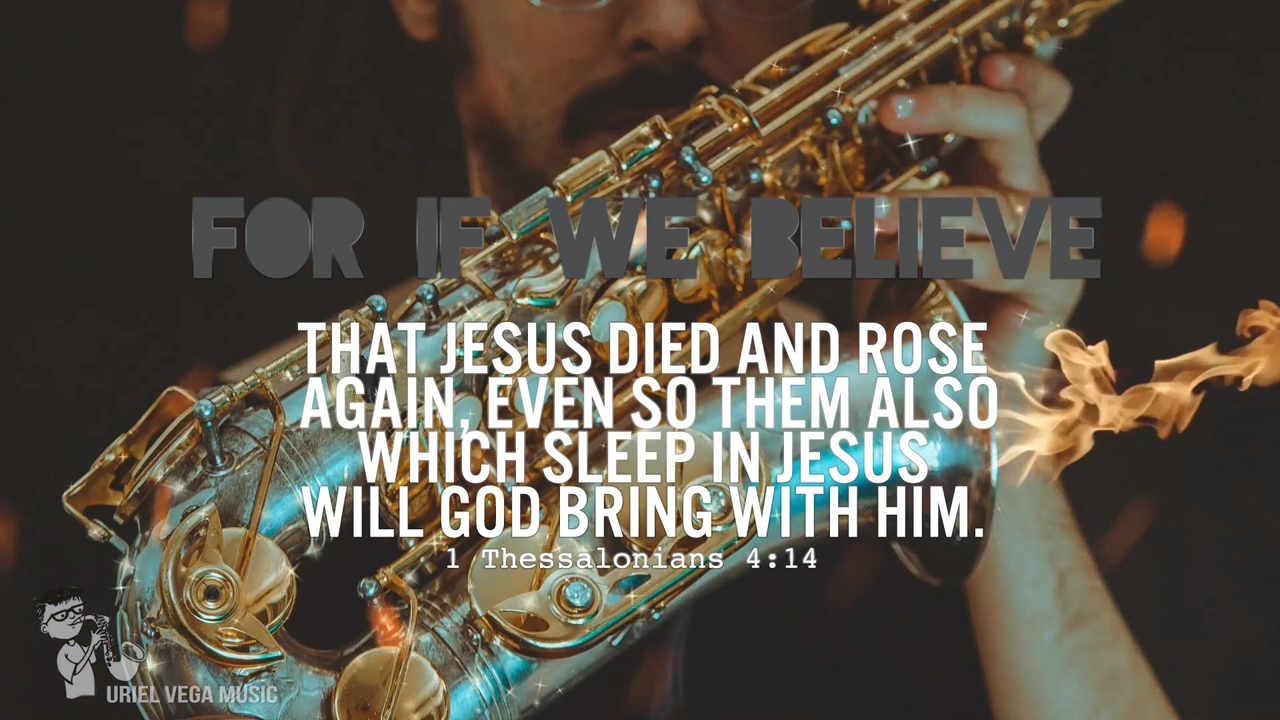 FOR IF WE BELIEVE
THAT JESUS DIED AND ROSE
AGAIN, EVEN SO THEM ALSO
WHICH SLEEP IN JESUS
WILL GOD BRING WITH HIM.
1 Thessalonians 4:14
URIEL VEGA MUSIC